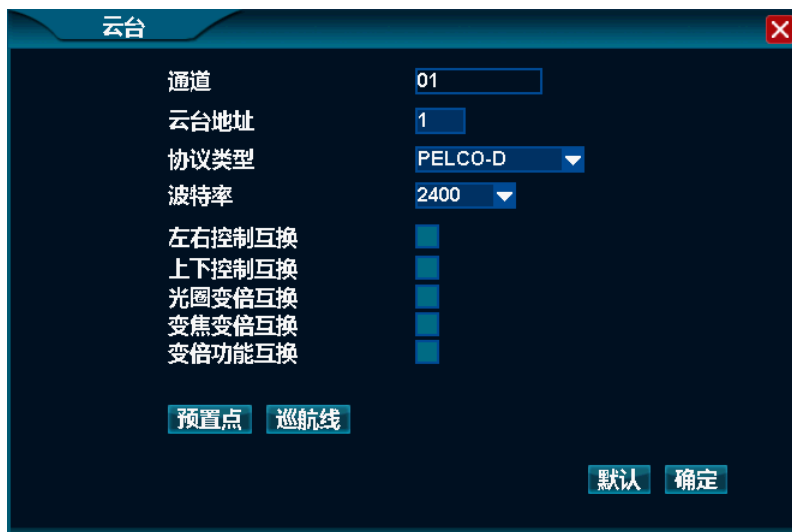 云台
通道 01
云台地址 1
协议类型 PELCO-D
波特率 2400
左右控制互换
上下控制互换
光圈变倍互换
变焦变倍互换
变倍功能互换
预置点 巡航线
默认 确定